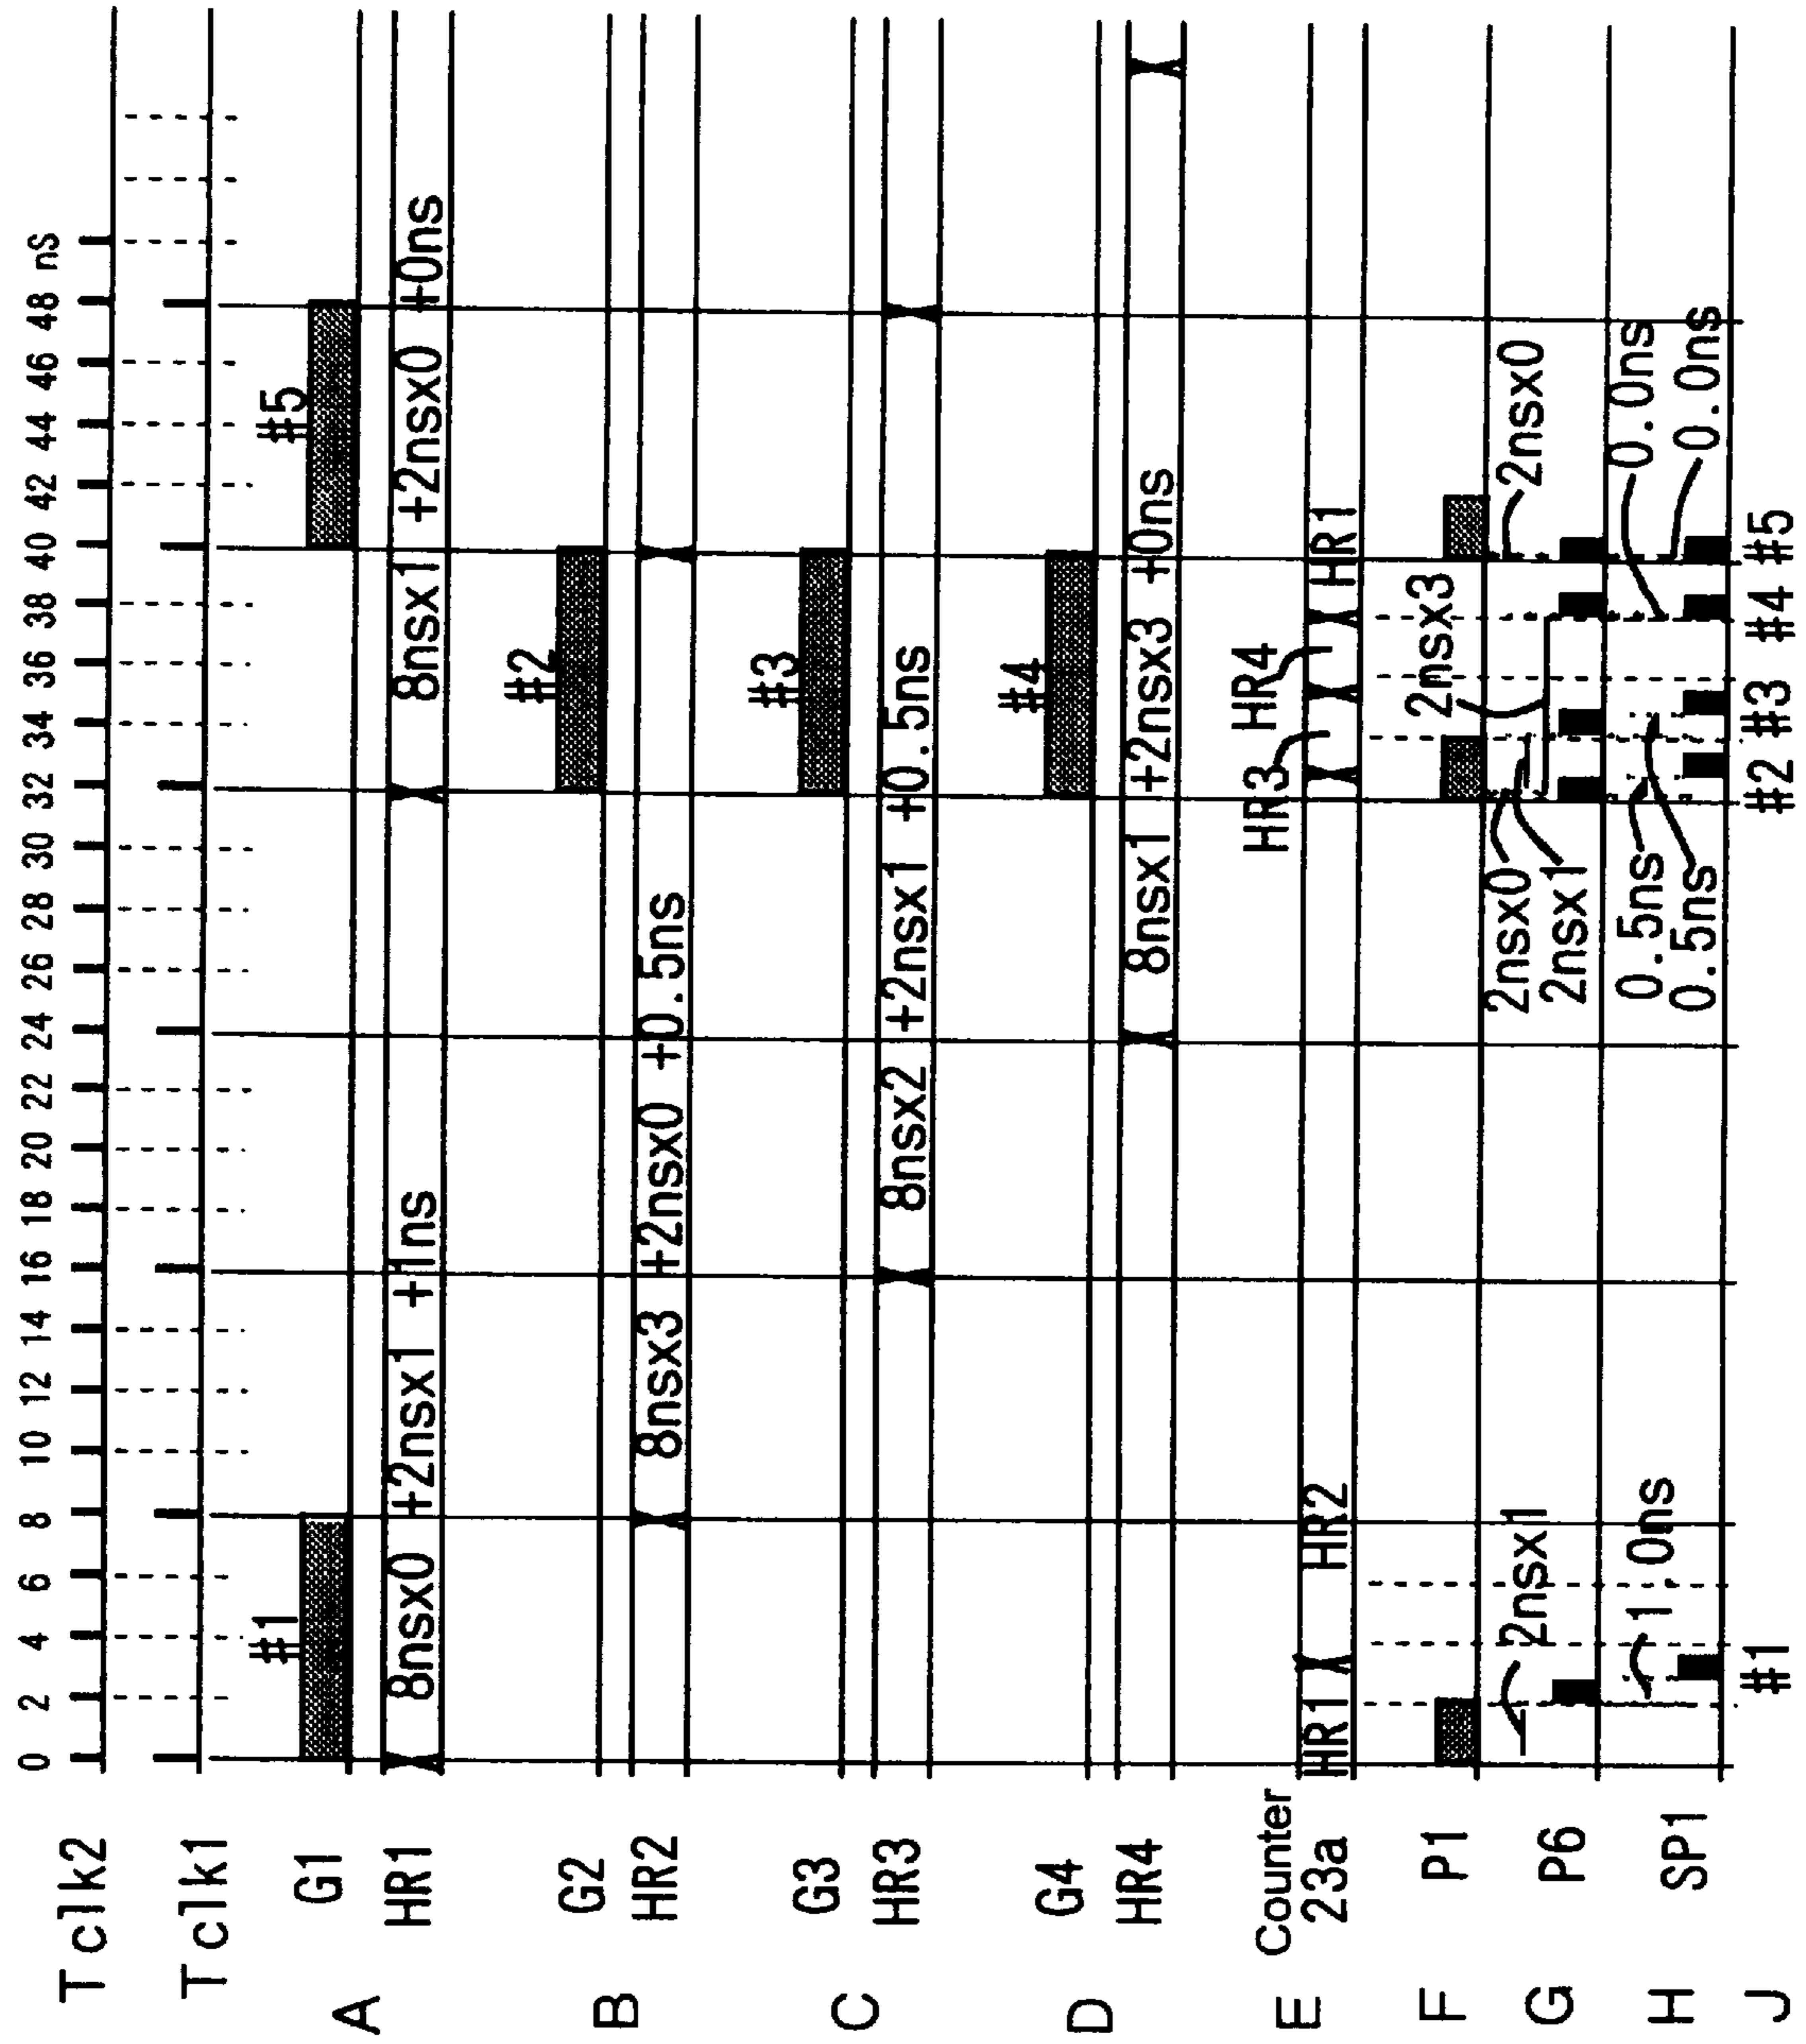 0 2 4 6 8 10 12 14 16 18 20 22 24 26 28 30 32 34 36 38 40 42 44 46 48 nS
Tclk2
Tclk1
#1 #5
A G1
HR1 8nsx0 +2nsx1 +1ns 8nsx1 +2nsx0 +0ns
#2
B G2
HR2 8nsx3 +2nsx0 +0.5ns
#3
C G3
HR3 8nsx2 +2nsx1 +0.5ns
#4
D G4
HR4 8nsx1 +2nsx3 +0ns
HR3 HR4
E Counter
23a HR1 HR2 HR1
F P1 2nsx3
2nsx1 2nsx0 2nsx0
G P6 2nsx1
1.0ns 0.5ns 0.0ns
H SP1 0.5ns 0.0ns
J #1 #2 #3 #4 #5